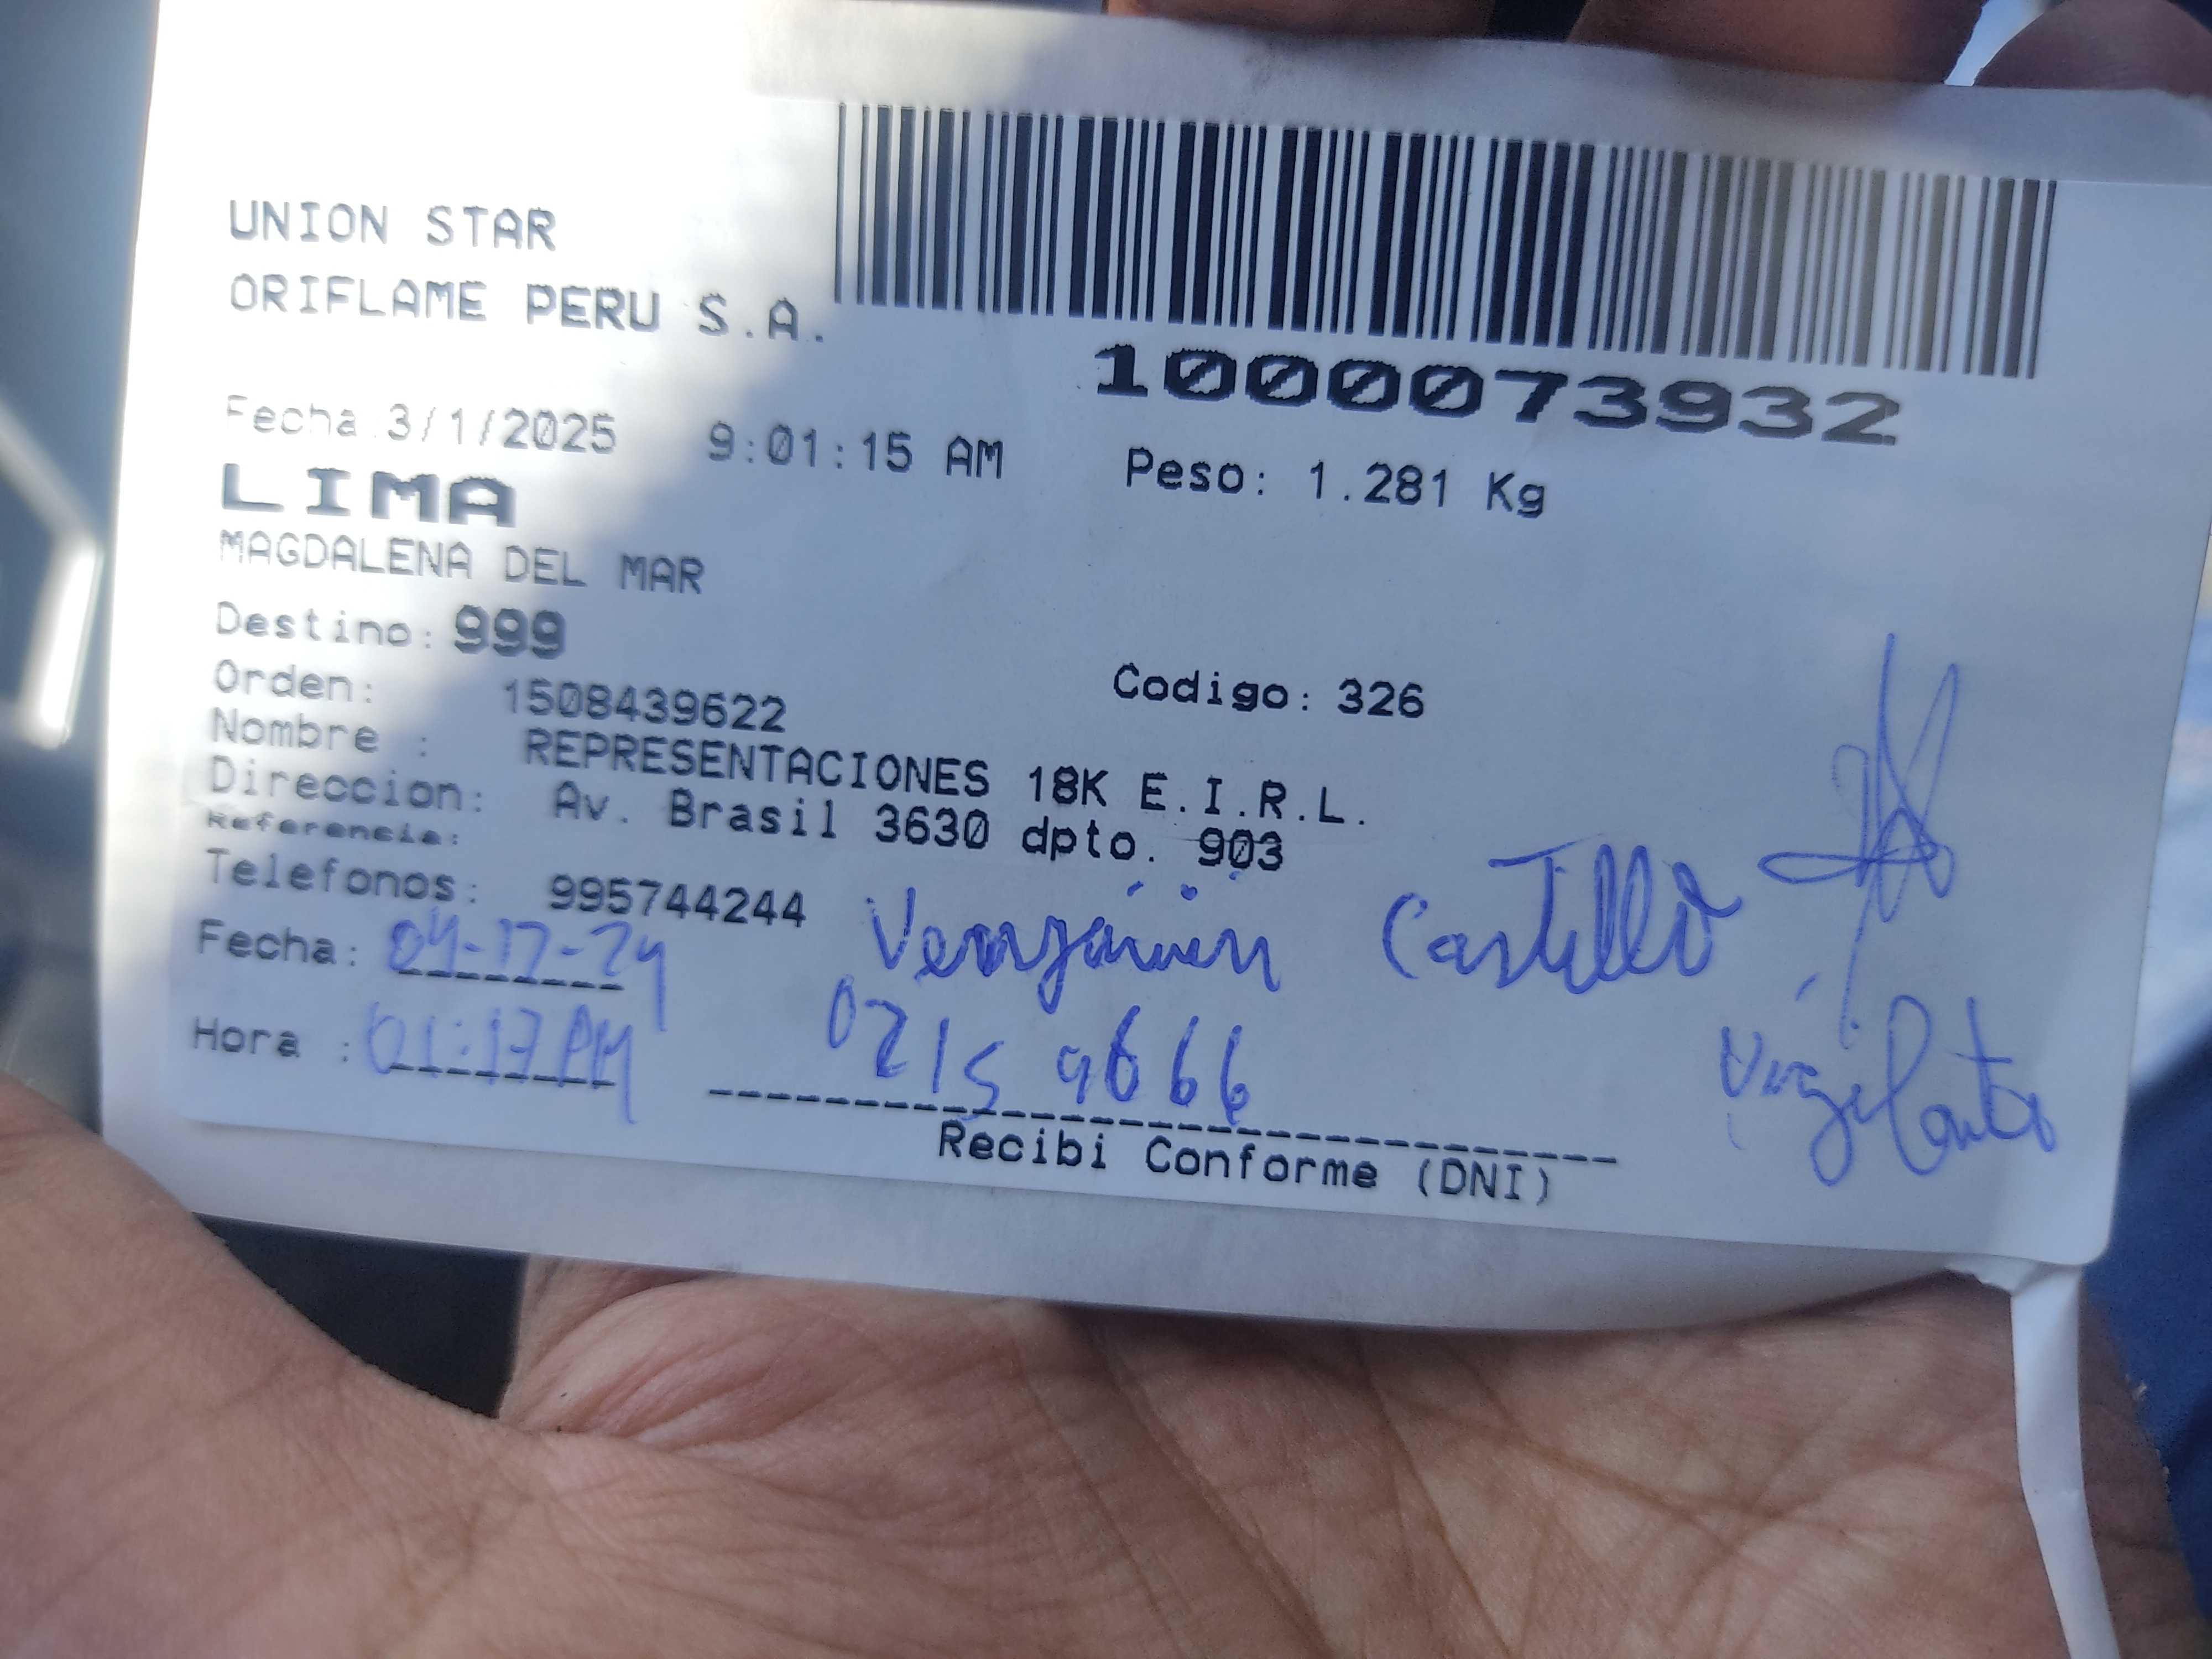 UNION STAR
ORIFLAME PERU S.A.
1000073932
Fecha 3/1/2025 9:01:15 AM Peso: 1.281 Kg
LIMA
MAGDALENA DEL MAR
Destino: 999
Orden: 1508439622 Codigo: 326
Nombre : REPRESENTACIONES 18K E.I.R.L.
Direccion: Av. Brasil 3630 dpto. 903
Referencia:
Telefonos: 995744244
Fecha: 04-12-24 Venjamin Castillo
Hora : 01:17 PM 02159666 Vigilante
Recibi Conforme (DNI)